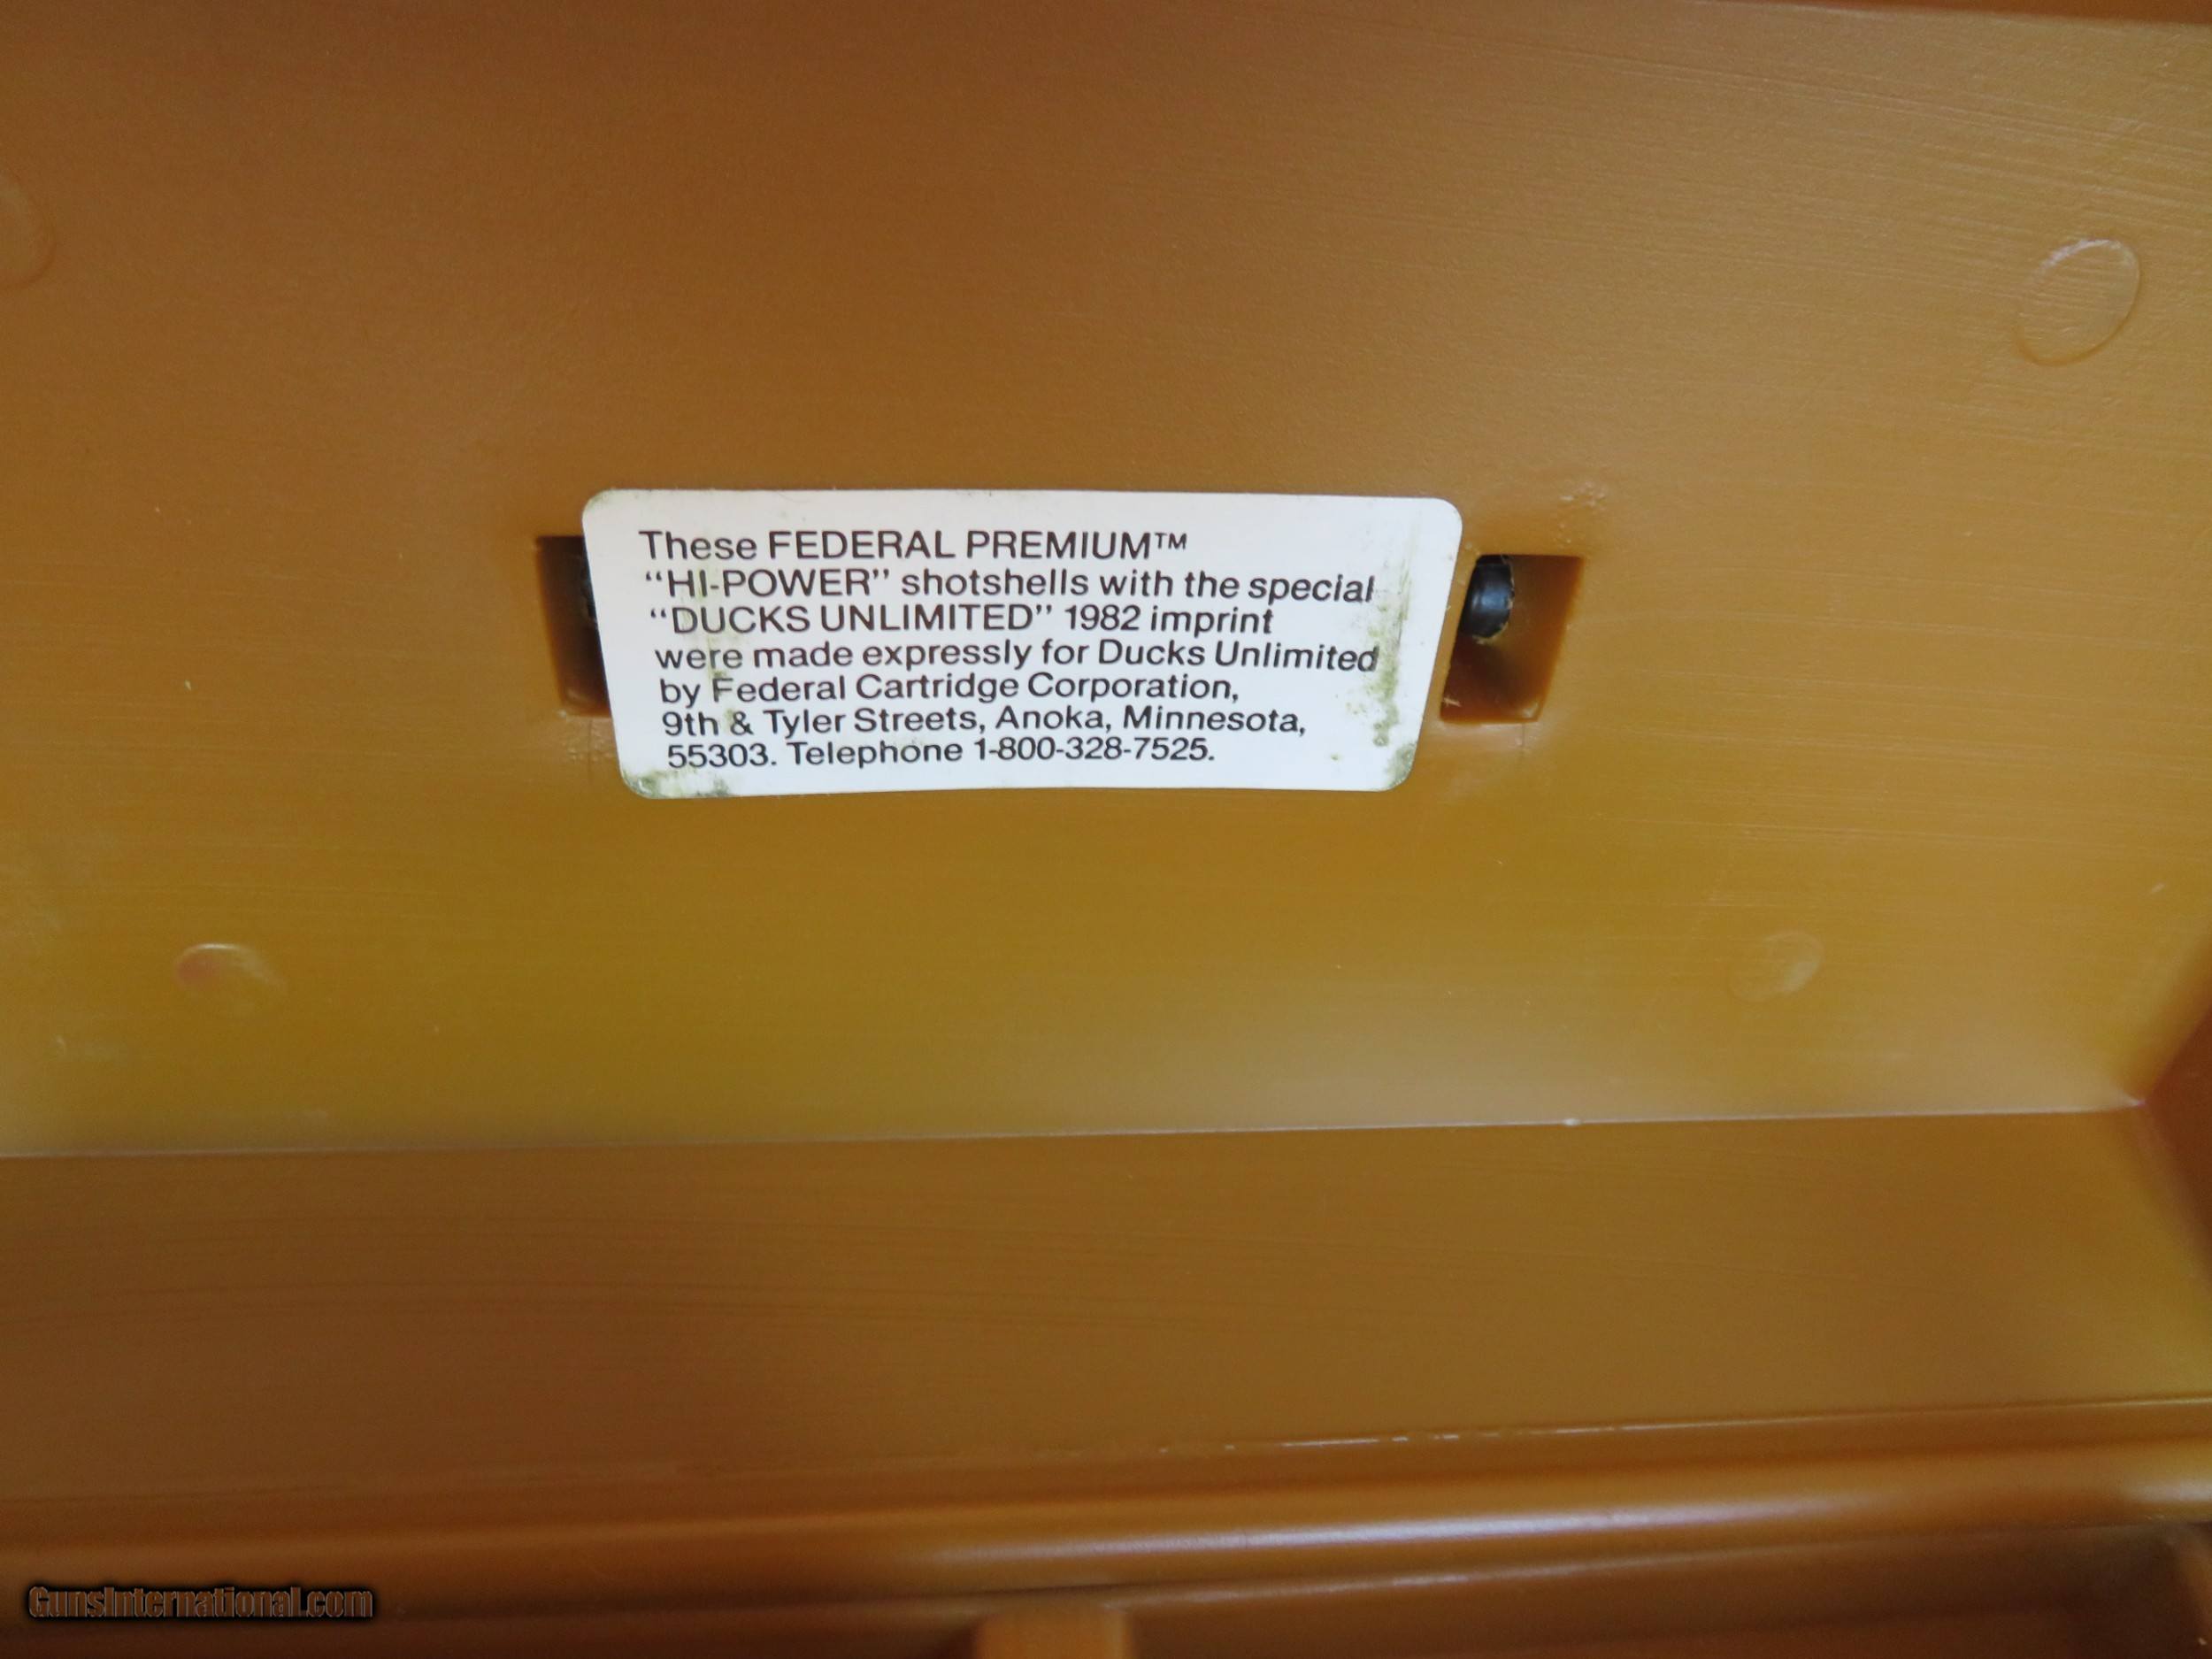 These FEDERAL PREMIUM™
“HI-POWER” shotshells with the special
“DUCKS UNLIMITED” 1982 imprint
were made expressly for Ducks Unlimited
by Federal Cartridge Corporation,
9th & Tyler Streets, Anoka, Minnesota,
55303. Telephone 1-800-328-7525.
GunsInternational.com